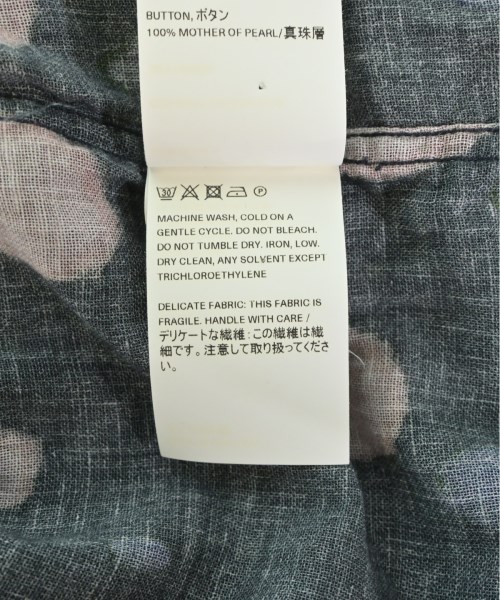 BUTTON, ボタン
100% MOTHER OF PEARL/真珠層
30
P
MACHINE WASH, COLD ON A
GENTLE CYCLE. DO NOT BLEACH.
DO NOT TUMBLE DRY. IRON, LOW.
DRY CLEAN, ANY SOLVENT EXCEPT
TRICHLOROETHYLENE
DELICATE FABRIC: THIS FABRIC IS
FRAGILE. HANDLE WITH CARE /
デリケートな繊維：この繊維は繊
細です。注意して取り扱ってくださ
い。